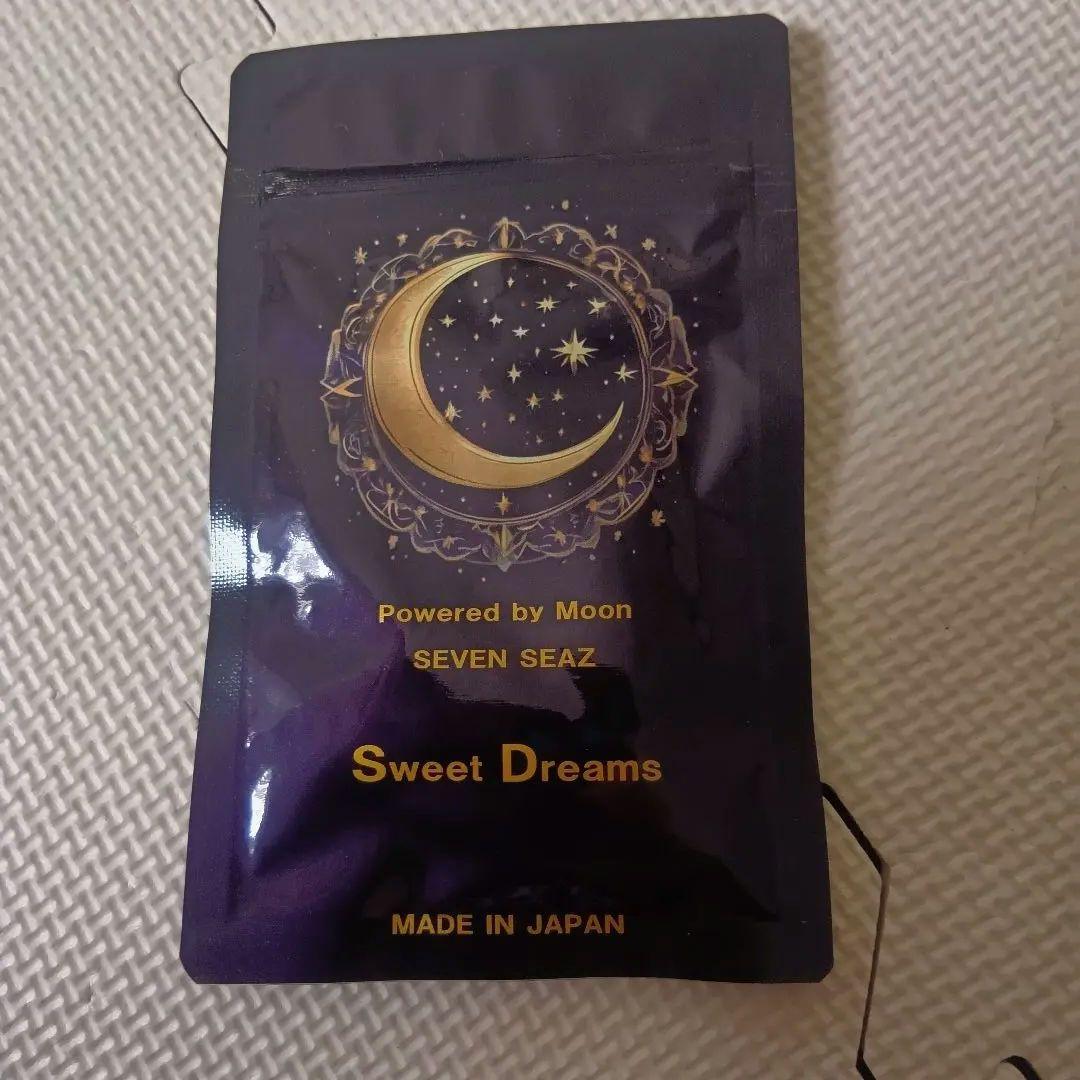 Powered by Moon
SEVEN SEAZ
Sweet Dreams
MADE IN JAPAN